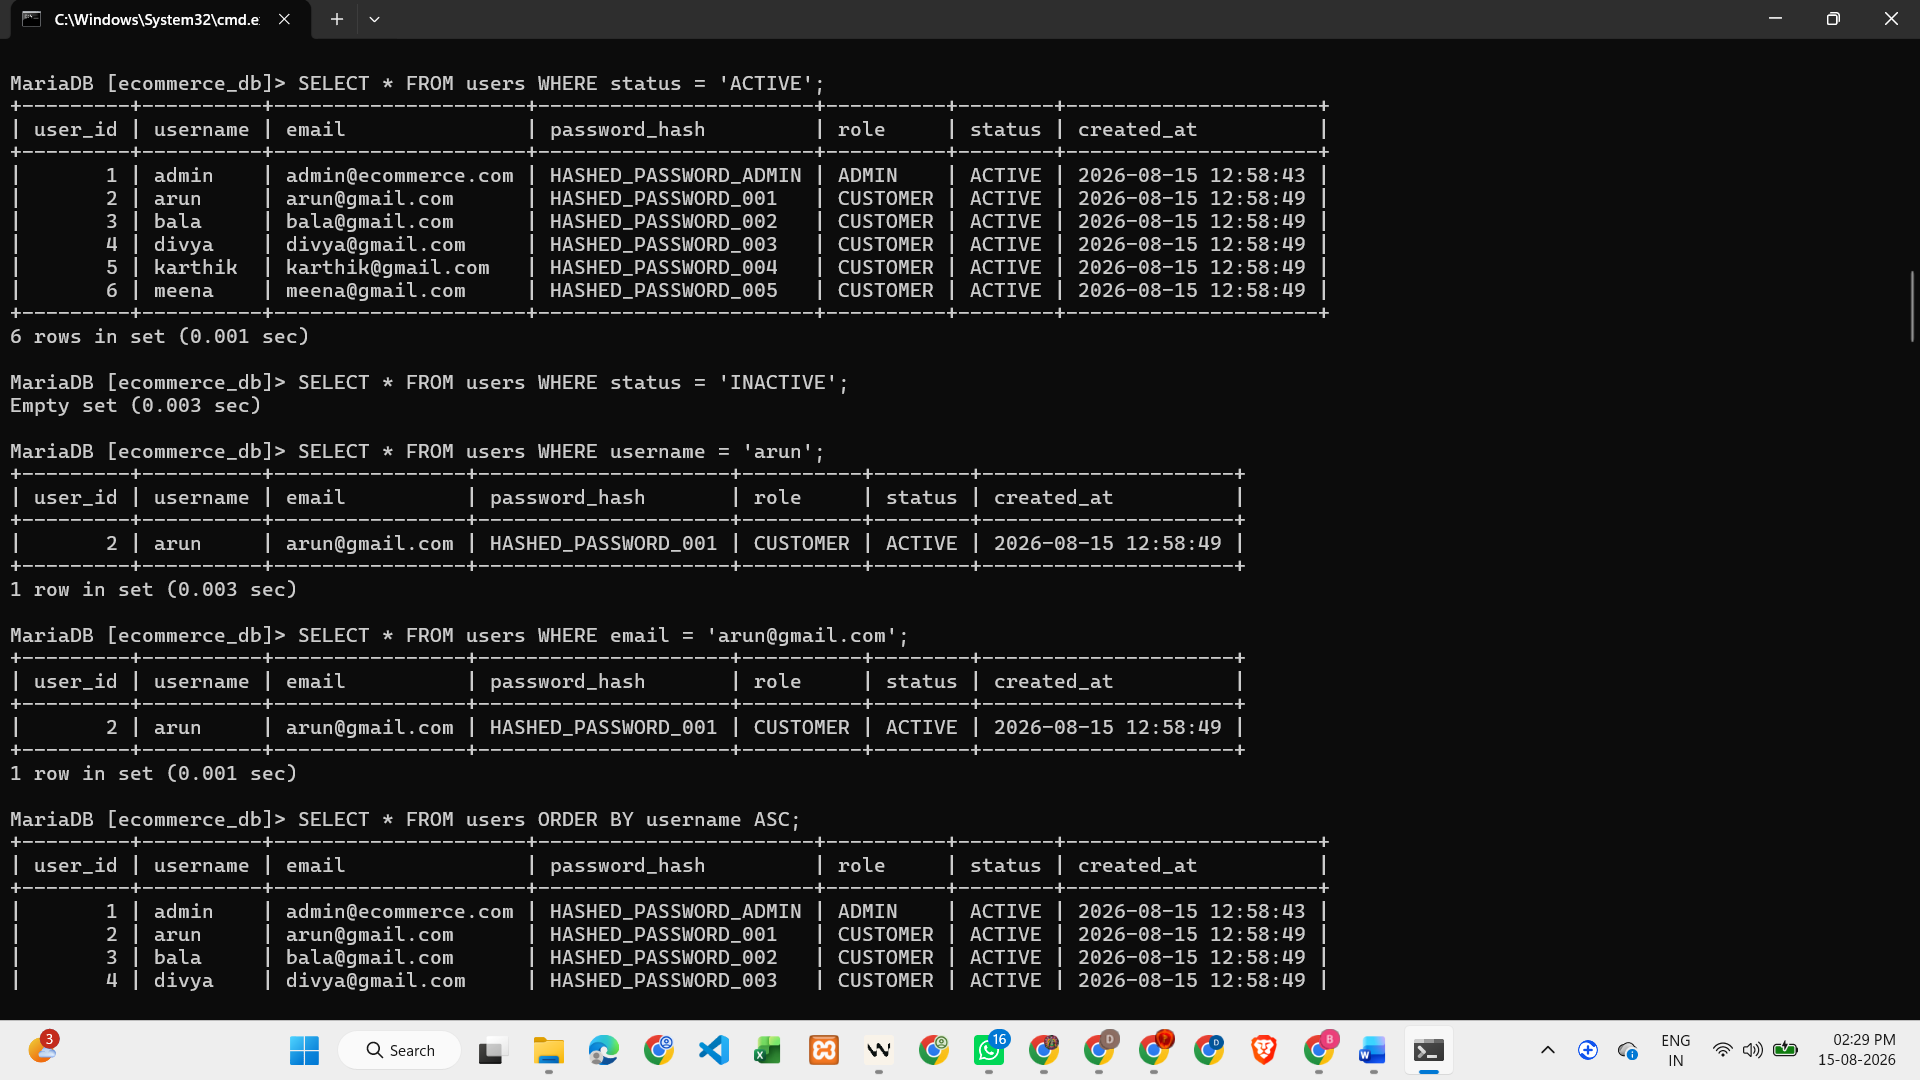 C:\Windows\System32\cmd.e
MariaDB [ecommerce_db]> SELECT * FROM users WHERE status = 'ACTIVE';
+---------+----------+---------------------+-----------------------+----------+--------+---------------------+
| user_id | username | email               | password_hash         | role     | status | created_at          |
+---------+----------+---------------------+-----------------------+----------+--------+---------------------+
|       1 | admin    | admin@ecommerce.com | HASHED_PASSWORD_ADMIN | ADMIN    | ACTIVE | 2026-08-15 12:58:43 |
|       2 | arun     | arun@gmail.com      | HASHED_PASSWORD_001   | CUSTOMER | ACTIVE | 2026-08-15 12:58:49 |
|       3 | bala     | bala@gmail.com      | HASHED_PASSWORD_002   | CUSTOMER | ACTIVE | 2026-08-15 12:58:49 |
|       4 | divya    | divya@gmail.com     | HASHED_PASSWORD_003   | CUSTOMER | ACTIVE | 2026-08-15 12:58:49 |
|       5 | karthik  | karthik@gmail.com   | HASHED_PASSWORD_004   | CUSTOMER | ACTIVE | 2026-08-15 12:58:49 |
|       6 | meena    | meena@gmail.com     | HASHED_PASSWORD_005   | CUSTOMER | ACTIVE | 2026-08-15 12:58:49 |
+---------+----------+---------------------+-----------------------+----------+--------+---------------------+
6 rows in set (0.001 sec)
MariaDB [ecommerce_db]> SELECT * FROM users WHERE status = 'INACTIVE';
Empty set (0.003 sec)
MariaDB [ecommerce_db]> SELECT * FROM users WHERE username = 'arun';
+---------+----------+----------------+---------------------+----------+--------+---------------------+
| user_id | username | email          | password_hash       | role     | status | created_at          |
+---------+----------+----------------+---------------------+----------+--------+---------------------+
|       2 | arun     | arun@gmail.com | HASHED_PASSWORD_001 | CUSTOMER | ACTIVE | 2026-08-15 12:58:49 |
+---------+----------+----------------+---------------------+----------+--------+---------------------+
1 row in set (0.003 sec)
MariaDB [ecommerce_db]> SELECT * FROM users WHERE email = 'arun@gmail.com';
+---------+----------+----------------+---------------------+----------+--------+---------------------+
| user_id | username | email          | password_hash       | role     | status | created_at          |
+---------+----------+----------------+---------------------+----------+--------+---------------------+
|       2 | arun     | arun@gmail.com | HASHED_PASSWORD_001 | CUSTOMER | ACTIVE | 2026-08-15 12:58:49 |
+---------+----------+----------------+---------------------+----------+--------+---------------------+
1 row in set (0.001 sec)
MariaDB [ecommerce_db]> SELECT * FROM users ORDER BY username ASC;
+---------+----------+---------------------+-----------------------+----------+--------+---------------------+
| user_id | username | email               | password_hash         | role     | status | created_at          |
+---------+----------+---------------------+-----------------------+----------+--------+---------------------+
|       1 | admin    | admin@ecommerce.com | HASHED_PASSWORD_ADMIN | ADMIN    | ACTIVE | 2026-08-15 12:58:43 |
|       2 | arun     | arun@gmail.com      | HASHED_PASSWORD_001   | CUSTOMER | ACTIVE | 2026-08-15 12:58:49 |
|       3 | bala     | bala@gmail.com      | HASHED_PASSWORD_002   | CUSTOMER | ACTIVE | 2026-08-15 12:58:49 |
|       4 | divya    | divya@gmail.com     | HASHED_PASSWORD_003   | CUSTOMER | ACTIVE | 2026-08-15 12:58:49 |
3
Search
16
D
D
B
ENG
IN
02:29 PM
15-08-2026